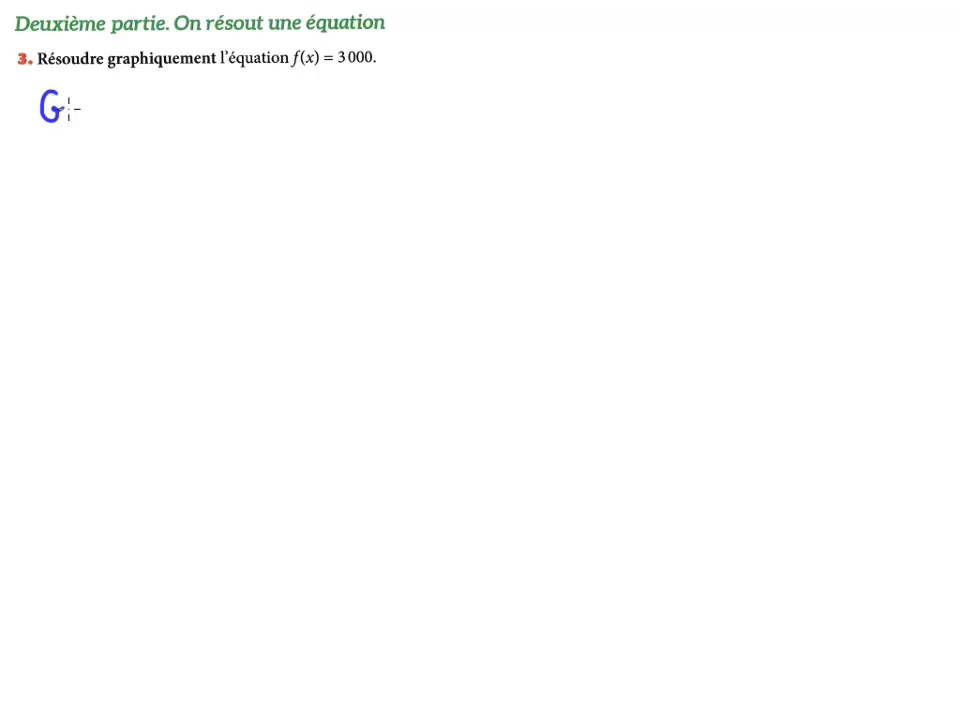 Deuxième partie. On résout une équation
3. Résoudre graphiquement l'équation f(x) = 3 000.
G